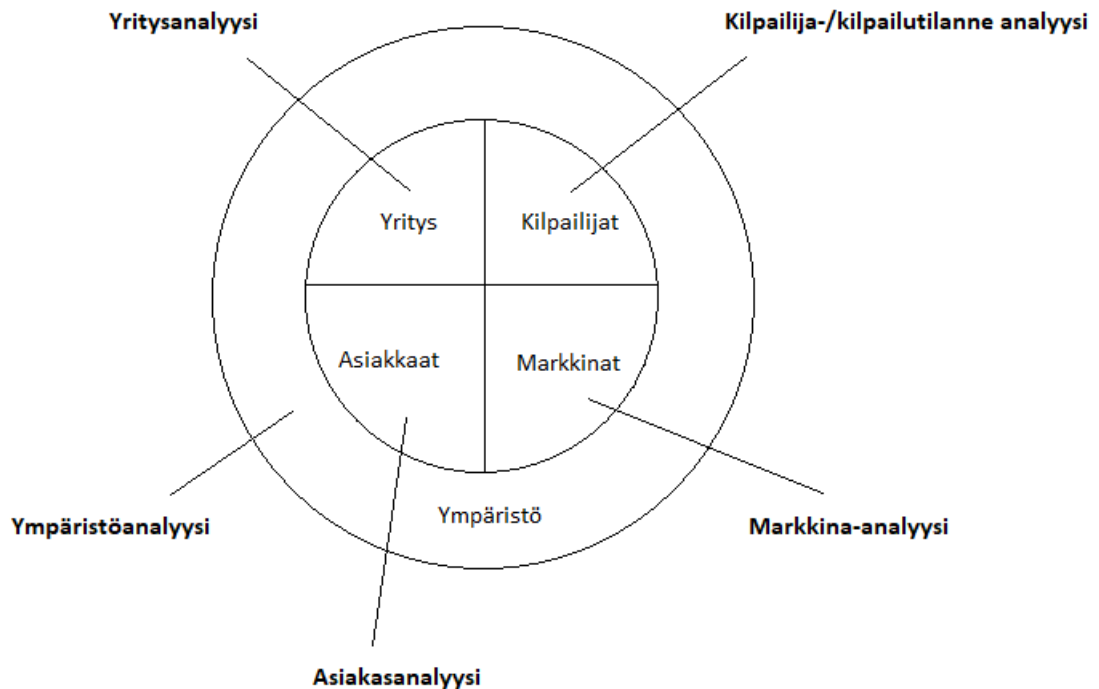 Yritysanalyysi
Kilpailija-/kilpailutilanne analyysi
Yritys
Kilpailijat
Asiakkaat
Markkinat
Ympäristö
Ympäristöanalyysi
Markkina-analyysi
Asiakasanalyysi